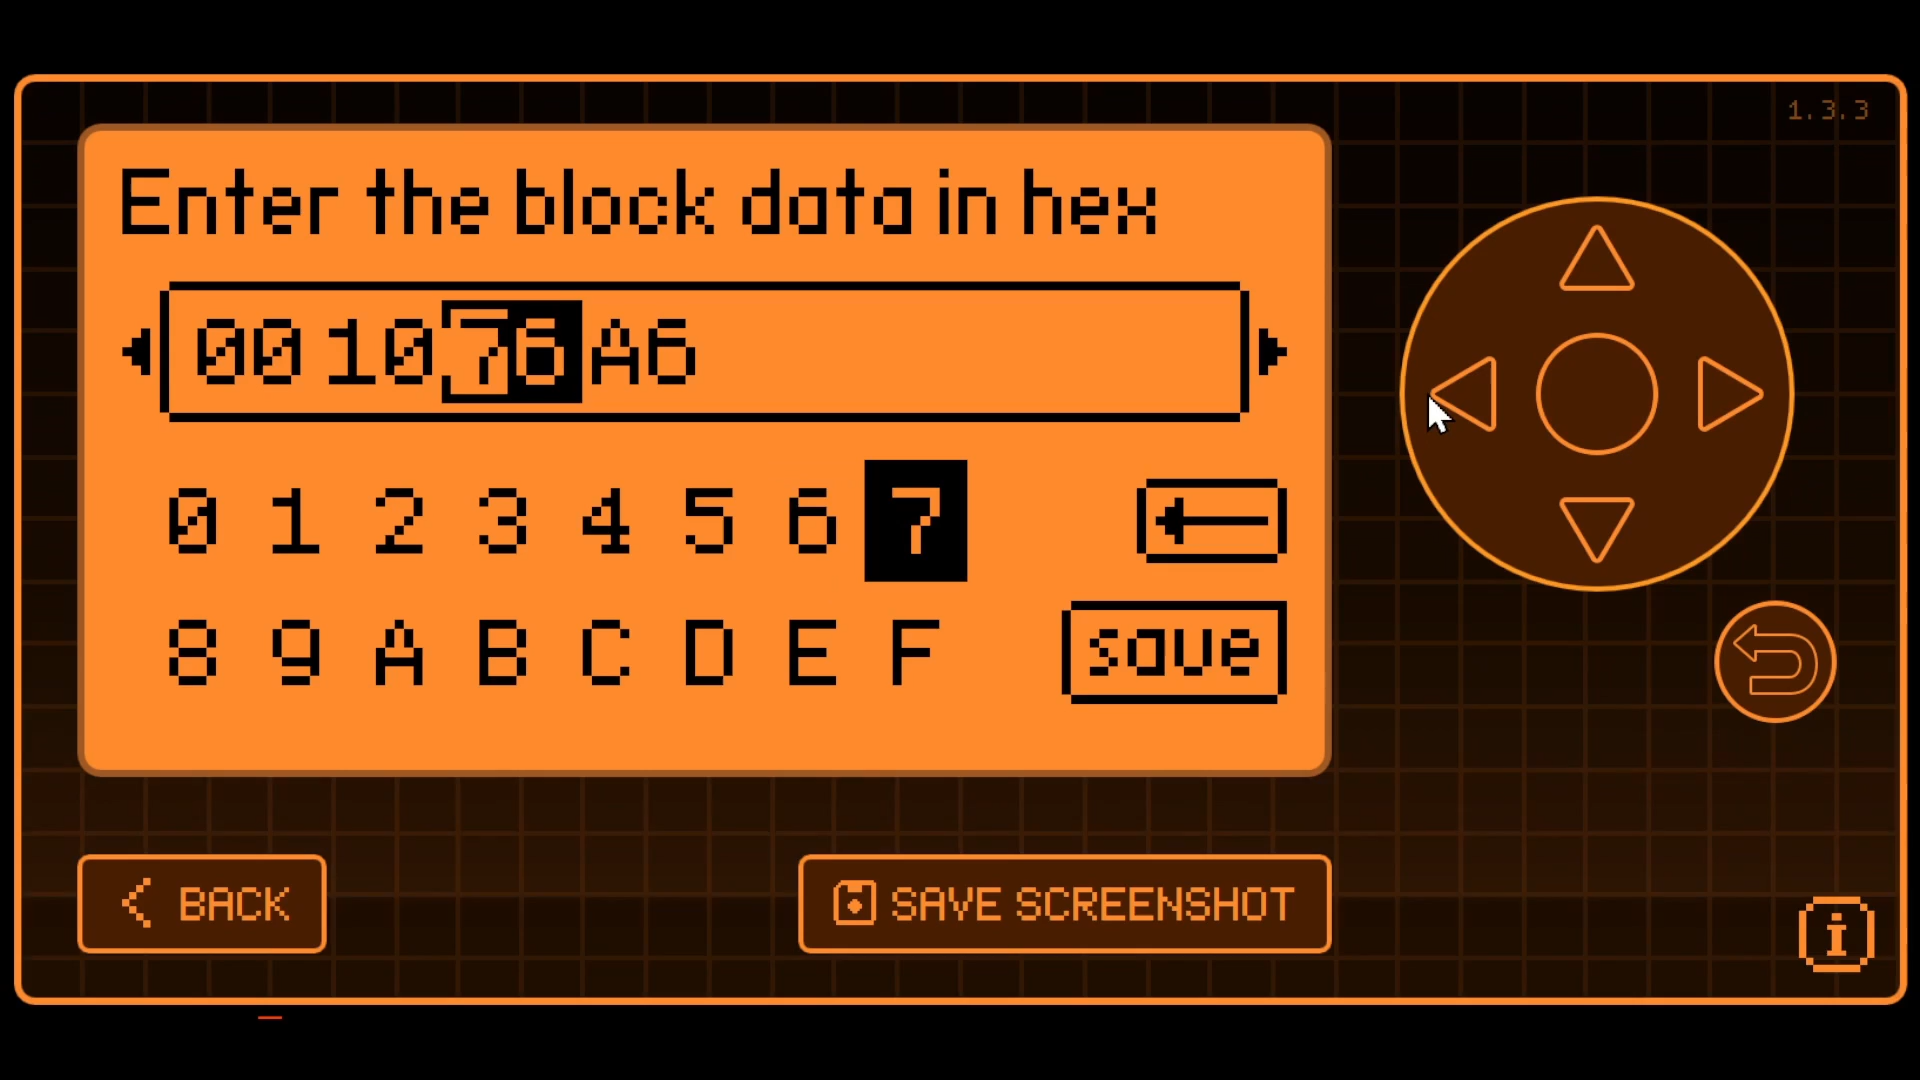 1.3.3
Enter the block data in hex
00 10 76 A6
0 1 2 3 4 5 6 7
8 9 A B C D E F
save
BACK
SAVE SCREENSHOT
i